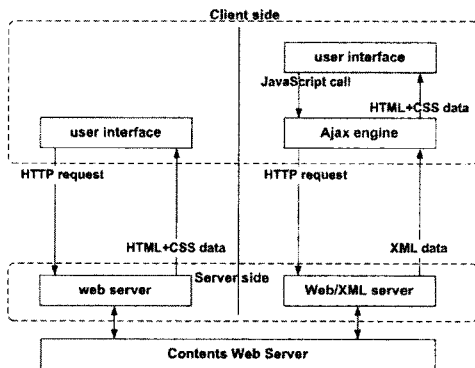 Client side
user interface
JavaScript call
HTML+CSS data
user interface
Ajax engine
HTTP request
HTTP request
HTML+CSS data
XML data
Server side
web server
Web/XML server
Contents Web Server